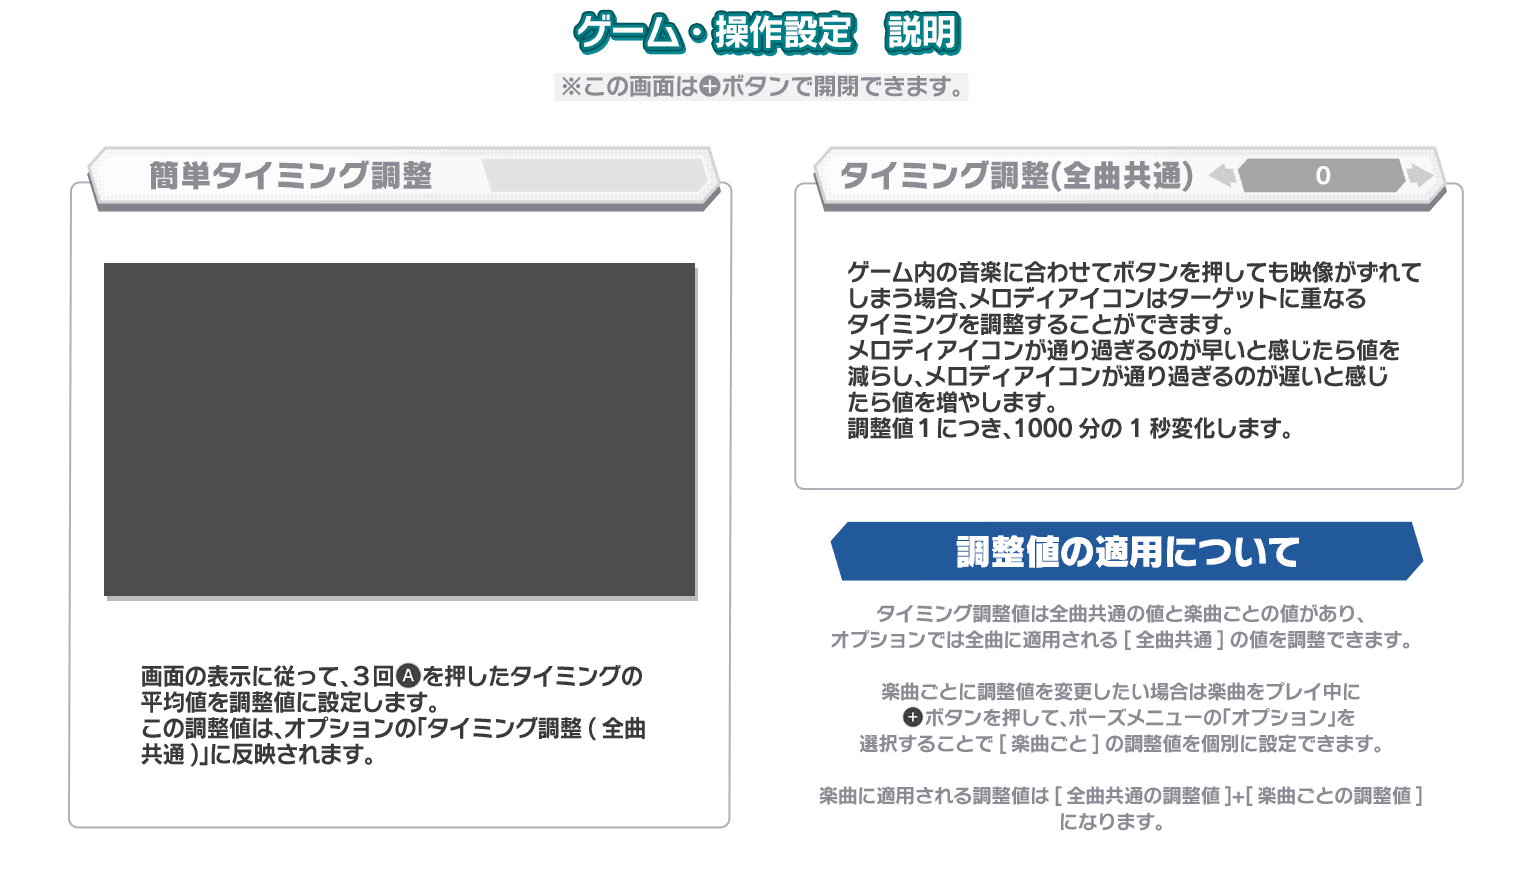 ゲーム・操作設定　説明
※この画面は+ボタンで開閉できます。
簡単タイミング調整
画面の表示に従って、3回Aを押したタイミングの
平均値を調整値に設定します。
この調整値は、オプションの「タイミング調整(全曲
共通)」に反映されます。
タイミング調整(全曲共通) 0
ゲーム内の音楽に合わせてボタンを押しても映像がずれて
しまう場合、メロディアイコンはターゲットに重なる
タイミングを調整することができます。
メロディアイコンが通り過ぎるのが早いと感じたら値を
減らし、メロディアイコンが通り過ぎるのが遅いと感じ
たら値を増やします。
調整値1につき、1000分の1秒変化します。
調整値の適用について
タイミング調整値は全曲共通の値と楽曲ごとの値があり、
オプションでは全曲に適用される[全曲共通]の値を調整できます。
楽曲ごとに調整値を変更したい場合は楽曲をプレイ中に
+ボタンを押して、ポーズメニューの「オプション」を
選択することで[楽曲ごと]の調整値を個別に設定できます。
楽曲に適用される調整値は[全曲共通の調整値]+[楽曲ごとの調整値]
になります。